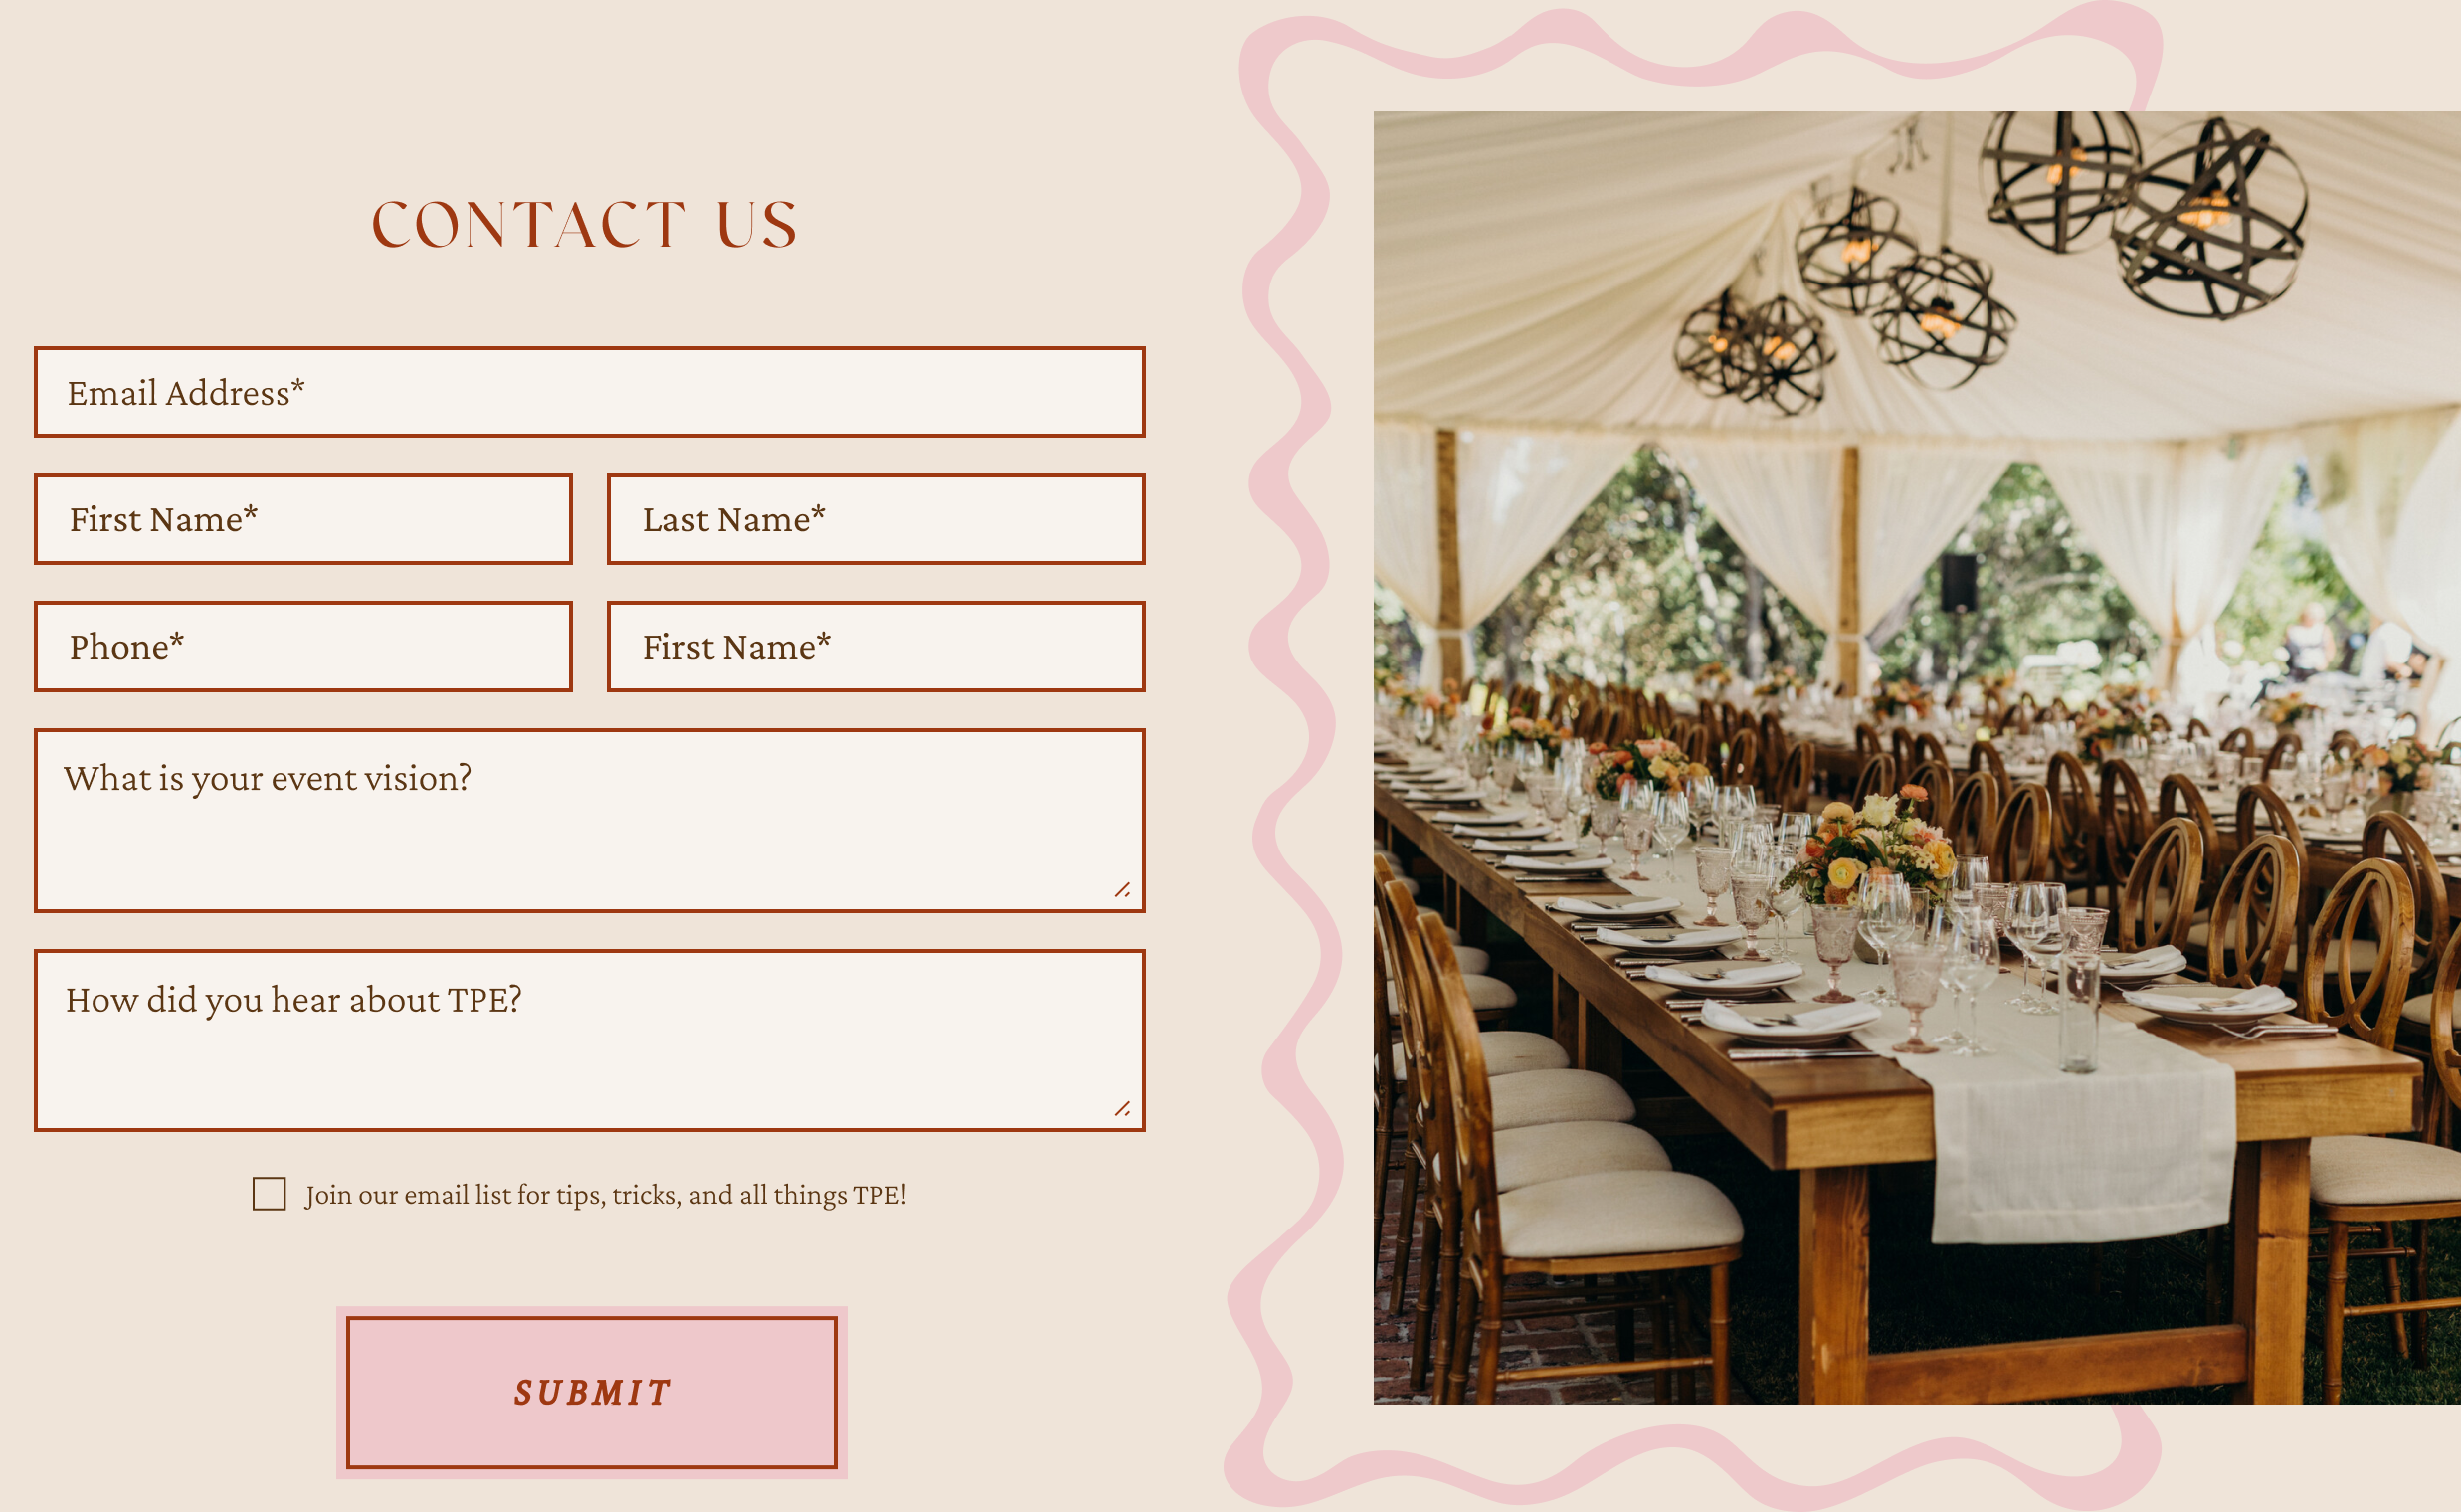 CONTACT US
Email Address*
First Name*
Last Name*
Phone*
First Name*
What is your event vision?
How did you hear about TPE?
Join our email list for tips, tricks, and all things TPE!
SUBMIT